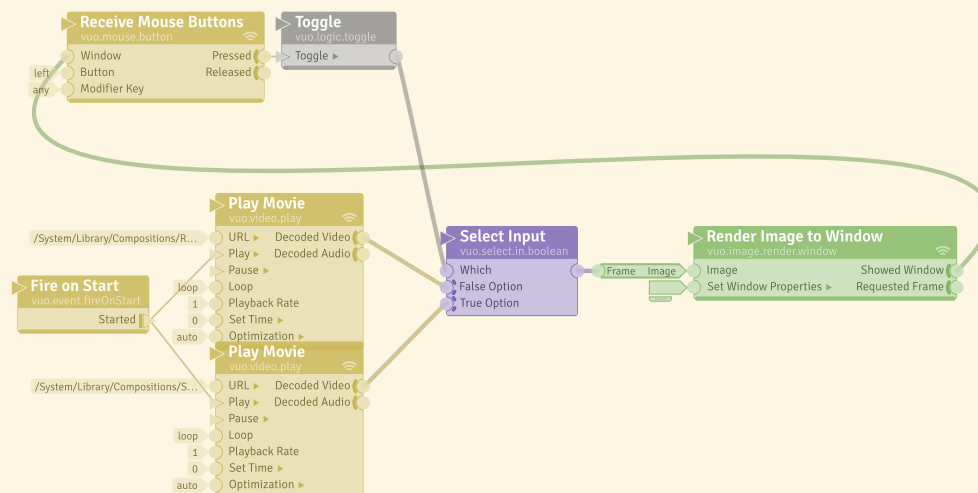 Receive Mouse Buttons
vuo.mouse.button
Window Pressed
left Button Released
any Modifier Key
Toggle
vuo.logic.toggle
Toggle
Play Movie
vuo.video.play
/System/Library/Compositions/R... URL Decoded Video
Play Decoded Audio
Pause
loop Loop
1 Playback Rate
0 Set Time
auto Optimization
Fire on Start
vuo.event.fireOnStart
Started
Play Movie
vuo.video.play
/System/Library/Compositions/S... URL Decoded Video
Play Decoded Audio
Pause
loop Loop
1 Playback Rate
0 Set Time
auto Optimization
Select Input
vuo.select.in.boolean
Which
False Option
True Option
Frame Image
Render Image to Window
vuo.image.render.window
Image Showed Window
Set Window Properties Requested Frame